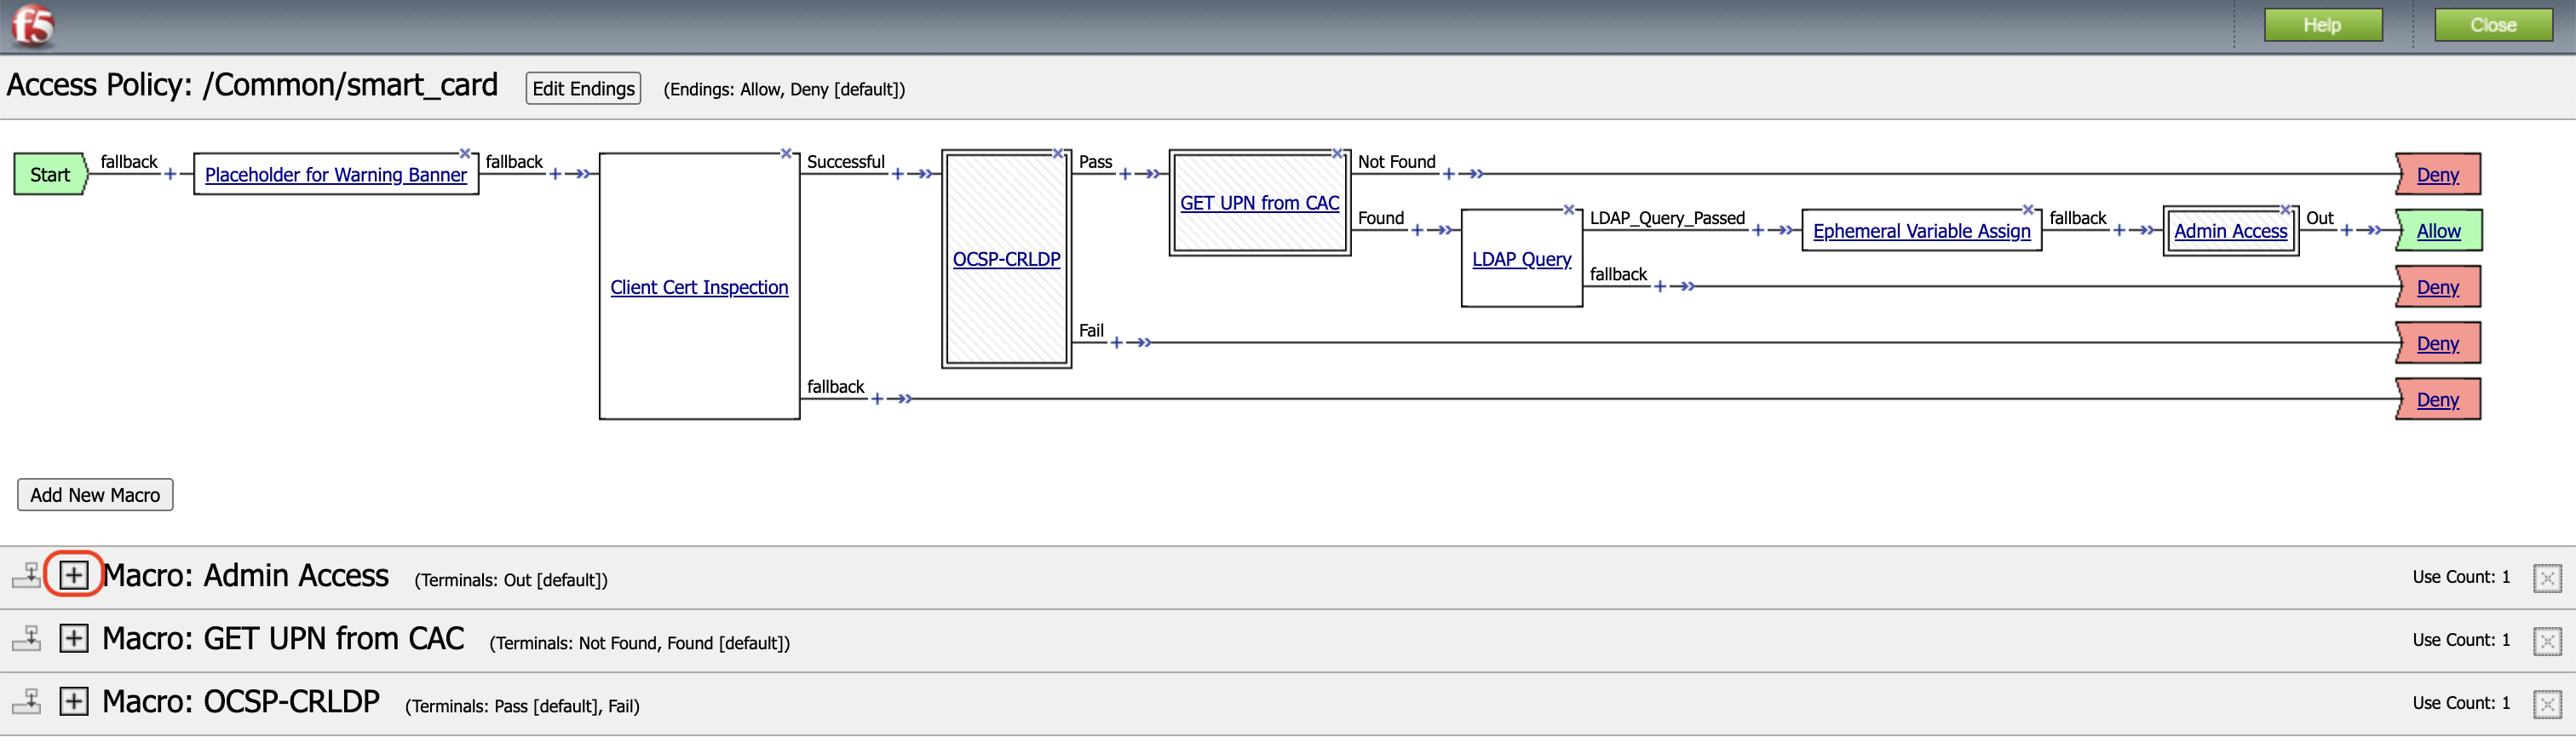 f5
Help
Close
Access Policy: /Common/smart_card
Edit Endings
(Endings: Allow, Deny [default])
Start
fallback
+
Placeholder for Warning Banner
fallback
+
Client Cert Inspection
Successful
+
OCSP-CRLDP
Pass
+
GET UPN from CAC
Not Found
+
Deny
Found
+
LDAP Query
LDAP_Query_Passed
+
Ephemeral Variable Assign
fallback
+
Admin Access
Out
+
Allow
fallback
+
Deny
Fail
+
Deny
fallback
+
Deny
Add New Macro
+ Macro: Admin Access (Terminals: Out [default]) Use Count: 1
+ Macro: GET UPN from CAC (Terminals: Not Found, Found [default]) Use Count: 1
+ Macro: OCSP-CRLDP (Terminals: Pass [default], Fail) Use Count: 1